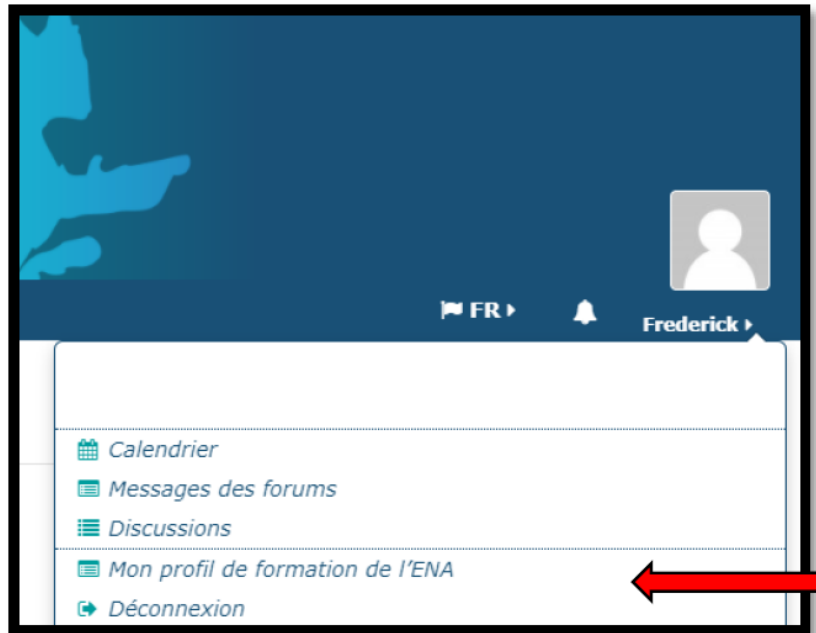 FR
Frederick
Calendrier
Messages des forums
Discussions
Mon profil de formation de l’ENA
Déconnexion